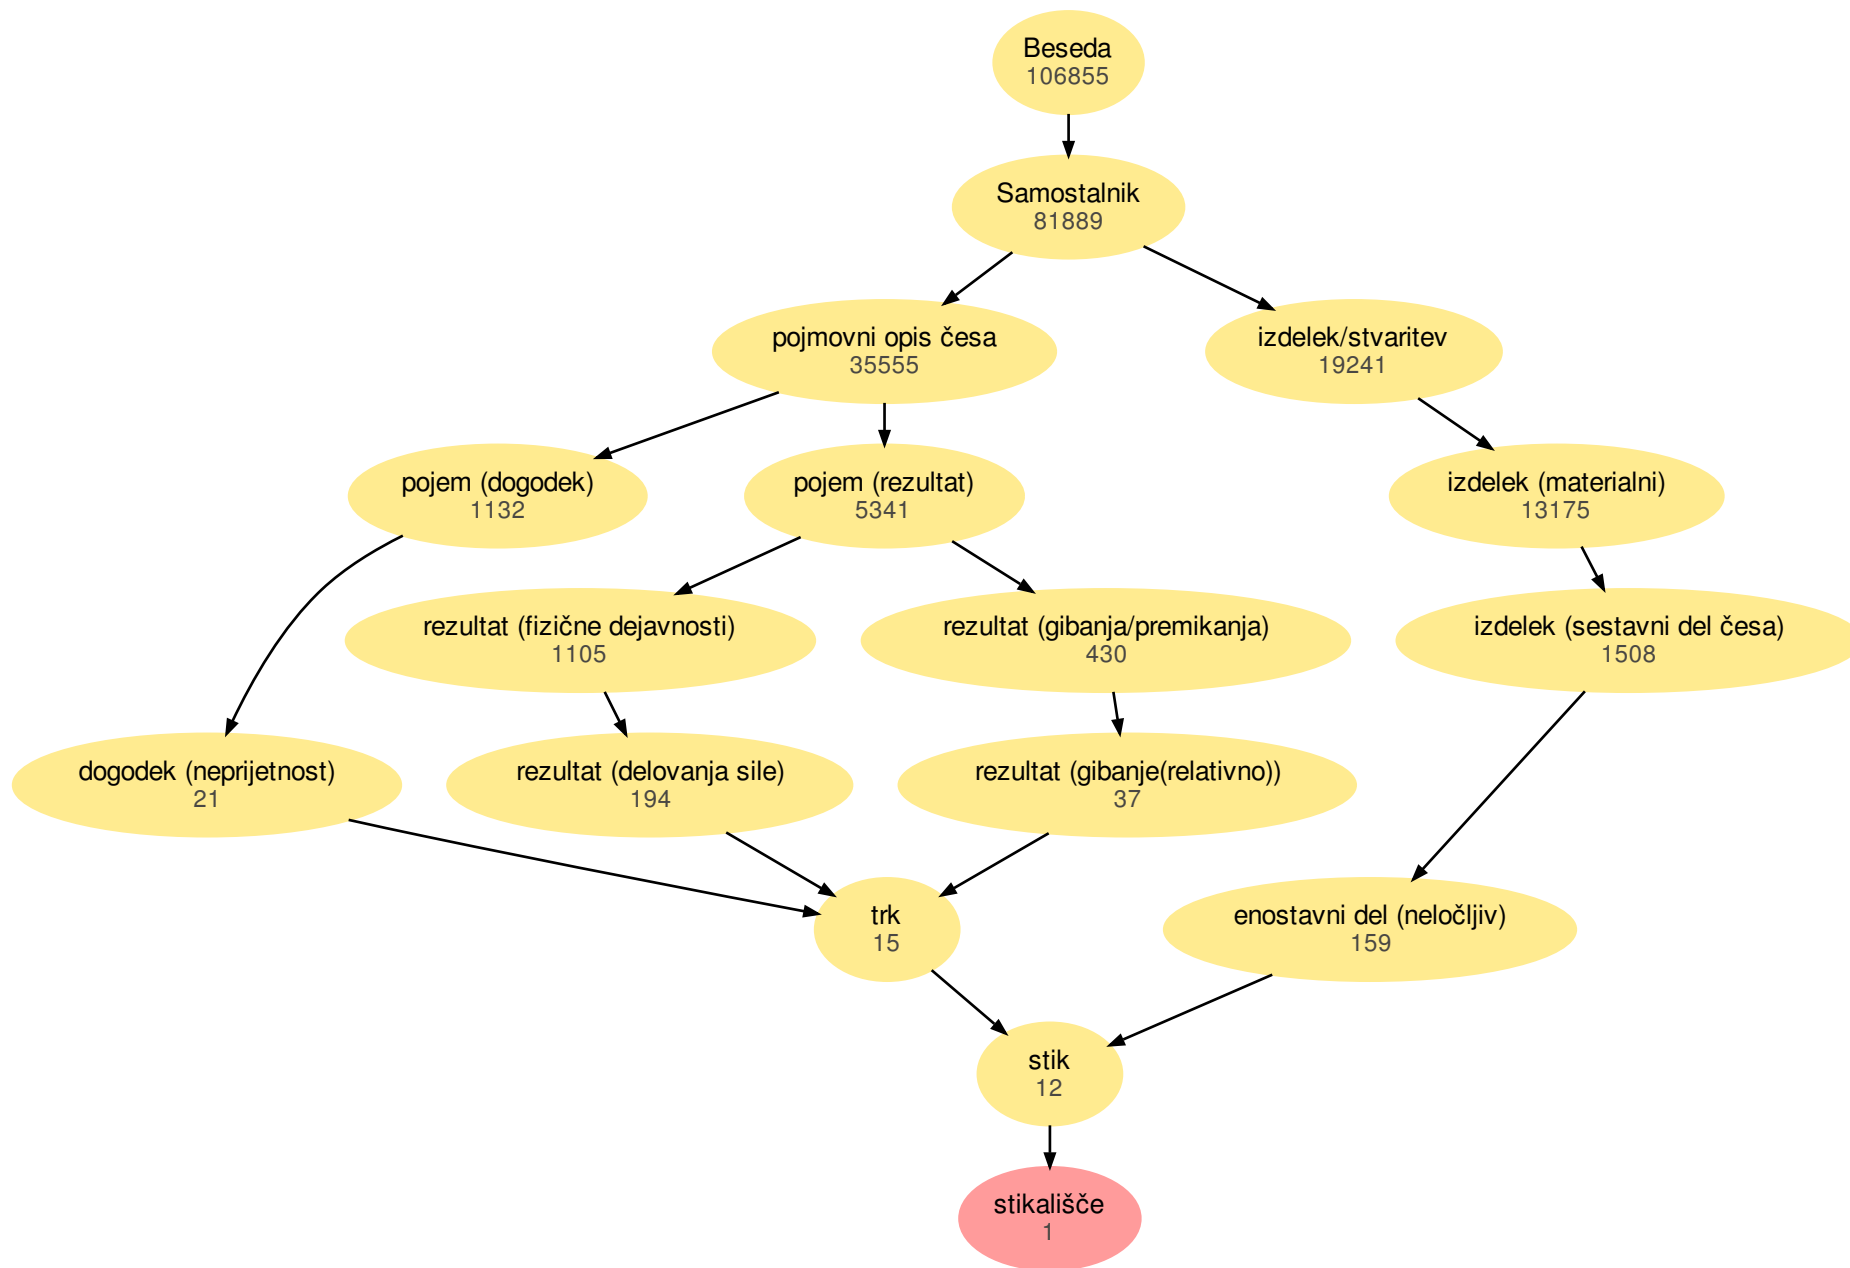 Beseda
106855
Samostalnik
81889
pojmovni opis česa
35555
izdelek/stvaritev
19241
pojem (dogodek)
1132
pojem (rezultat)
5341
izdelek (materialni)
13175
rezultat (fizične dejavnosti)
1105
rezultat (gibanja/premikanja)
430
izdelek (sestavni del česa)
1508
dogodek (neprijetnost)
21
rezultat (delovanja sile)
194
rezultat (gibanje(relativno))
37
trk
15
enostavni del (neločljiv)
159
stik
12
stikališče
1